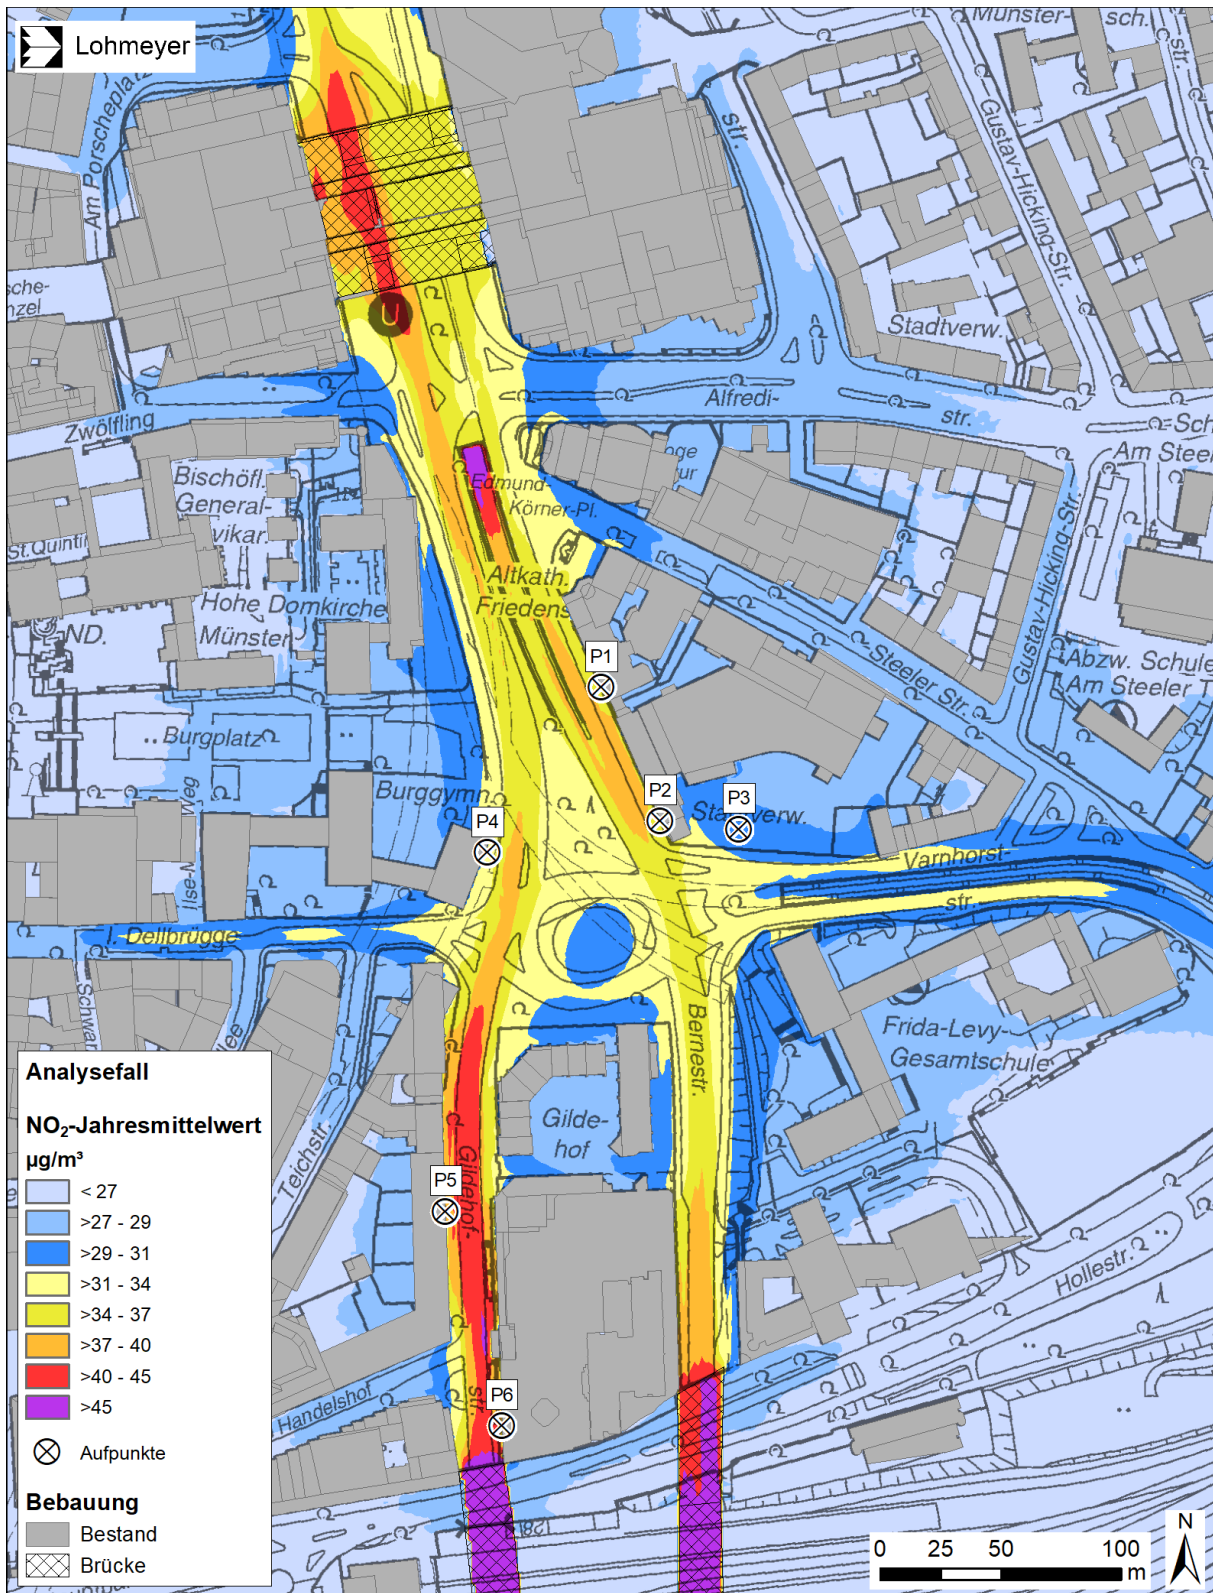 Lohmeyer
Münster-
sch.
str.
Am Porscheplatz
str.
Gustav-Hicking-Str.
Stadtverw.
Alfredi-
str.
Zwölfling
Am Steel
Bischöfl.
General-
vikar.
Edmund-
Körner-Pl.
St.Quintin
Altkath.
Friedens
Hohe Domkirche
Münster
ND.
Gustav-Hicking-Str.
P1
Steeler Str.
Abzw. Schule
Am Steeler T
Burgplatz
Burggymn.
P2
P3
P4
Varnhorst-
str.
I. Dellbrügge
Bernestr.
Frida-Levy-
Gesamtschule
Gilde-
hof
Teichstr.
P5
Gildehof-
str.
Hollestr.
P6
Handelshof
Analysefall
NO₂-Jahresmittelwert
µg/m³
< 27
>27 - 29
>29 - 31
>31 - 34
>34 - 37
>37 - 40
>40 - 45
>45
Aufpunkte
Bebauung
Bestand
Brücke
N
0 25 50 100
m